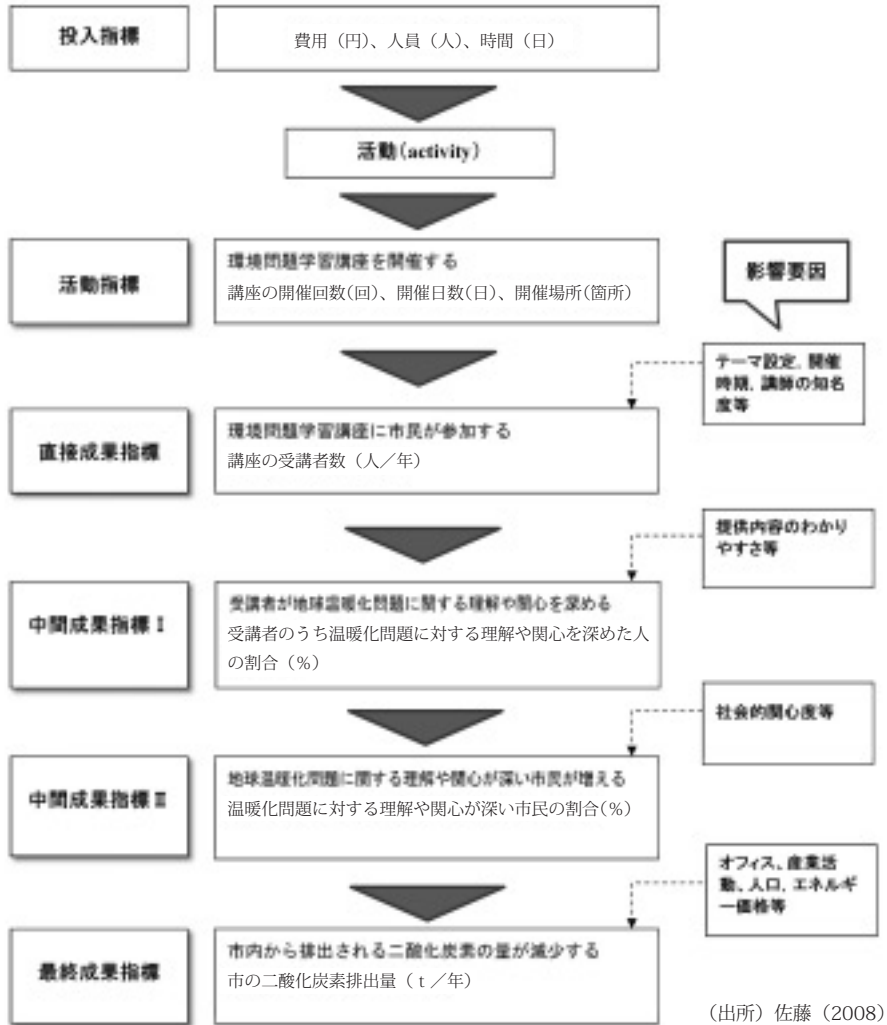 投入指標
費用（円）、人員（人）、時間（日）
活動(activity)
活動指標
環境問題学習講座を開催する
講座の開催回数(回)、開催日数(日)、開催場所(箇所)
影響要因
テーマ設定、開催
時期、講師の知名
度等
直接成果指標
環境問題学習講座に市民が参加する
講座の受講者数（人／年）
提供内容のわかり
やすさ等
中間成果指標Ⅰ
受講者が地球温暖化問題に関する理解や関心を深める
受講者のうち温暖化問題に対する理解や関心を深めた人
の割合（%）
社会的関心度等
中間成果指標Ⅱ
地球温暖化問題に関する理解や関心が深い市民が増える
温暖化問題に対する理解や関心が深い市民の割合(%)
オフィス、産業活
動、人口、エネルギ
ー価格等
最終成果指標
市内から排出される二酸化炭素の量が減少する
市の二酸化炭素排出量（ｔ／年）
（出所）佐藤（2008）